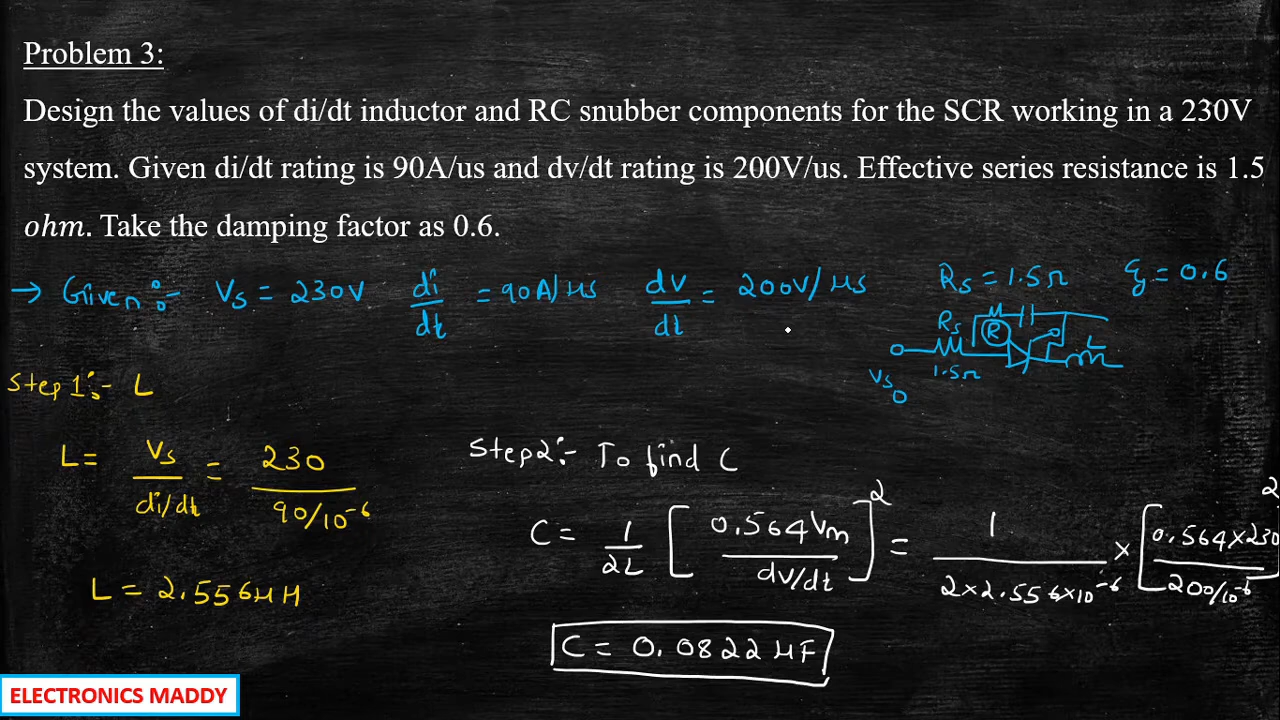 Problem 3:
Design the values of di/dt inductor and RC snubber components for the SCR working in a 230V
system. Given di/dt rating is 90A/us and dv/dt rating is 200V/us. Effective series resistance is 1.5
ohm. Take the damping factor as 0.6.
→ Given:- Vs = 230V di/dt = 90A/μs dv/dt = 200V/μs Rs = 1.5Ω ξ = 0.6
Rs R L
Vs 1.5Ω
Step 1:- L
L = Vs / di/dt = 230 / 90/10^-6
L = 2.556μH
Step 2:- To find C
C = 1/2L [0.564Vm / dv/dt]^2 = 1 / 2×2.556×10^-6 × [0.564×230 / 200/10^-6]^2
C = 0.0822 μF
ELECTRONICS MADDY